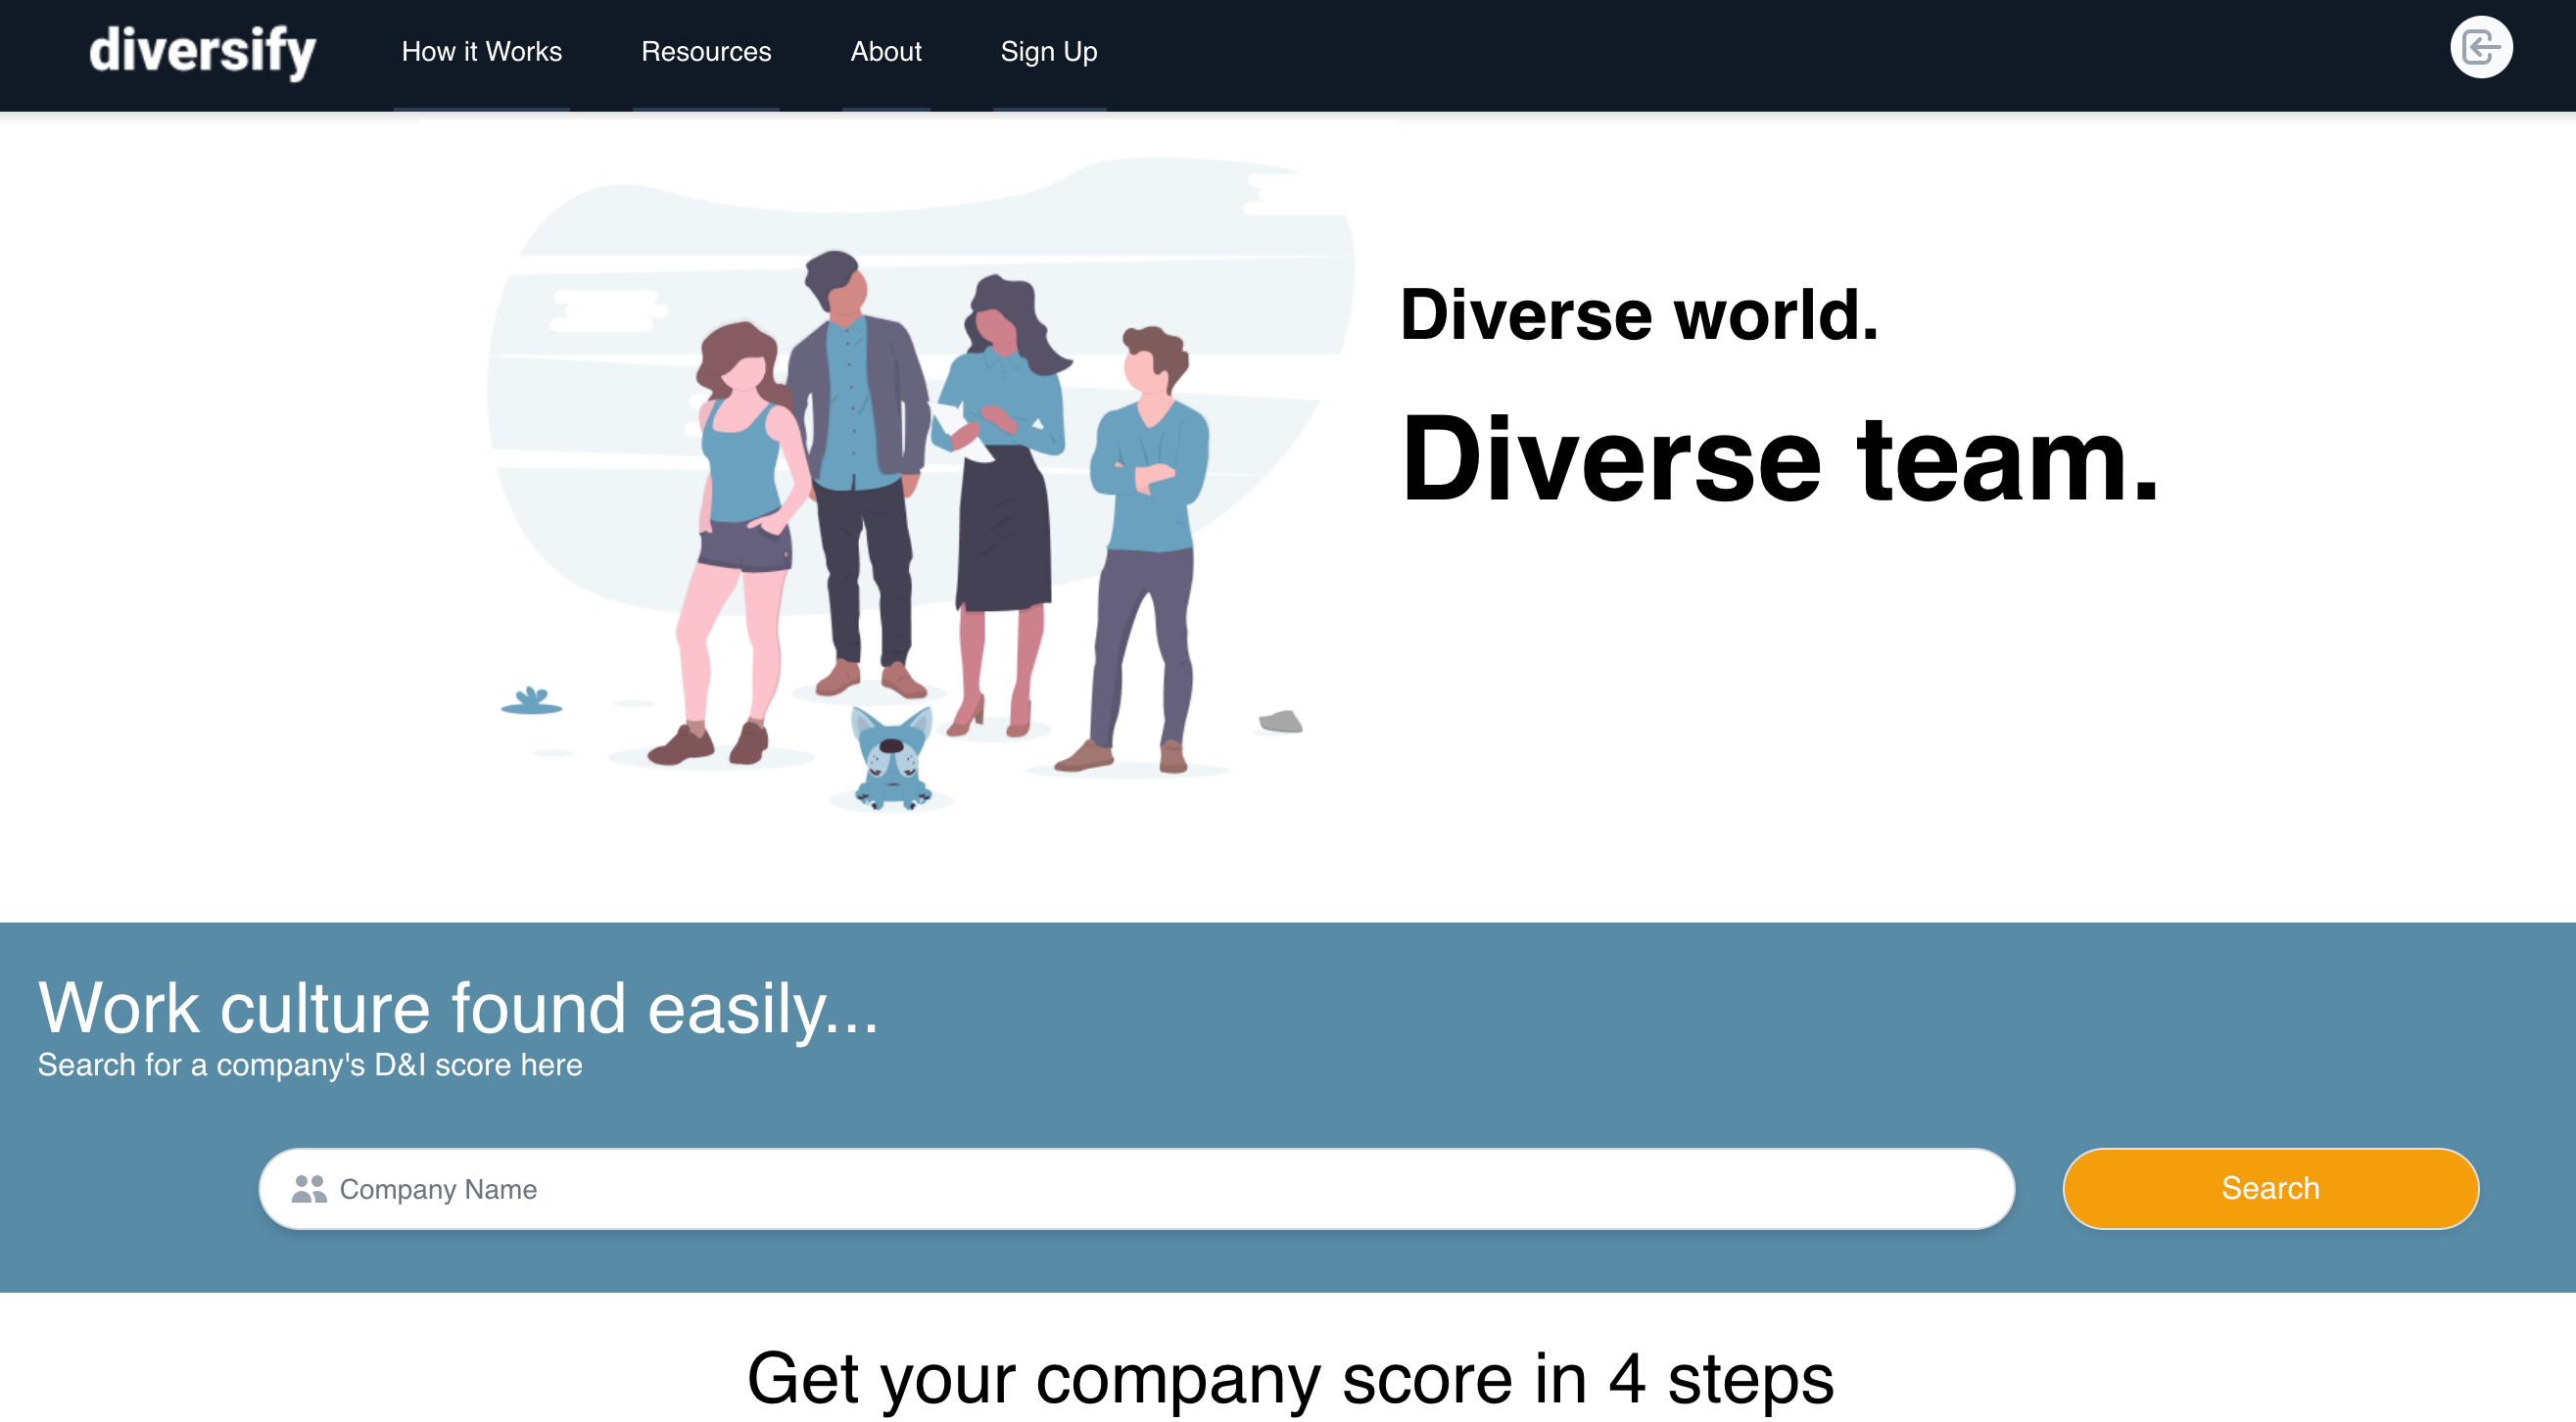 diversify
How it Works
Resources
About
Sign Up
Diverse world.
Diverse team.
Work culture found easily...
Search for a company's D&I score here
Company Name
Search
Get your company score in 4 steps